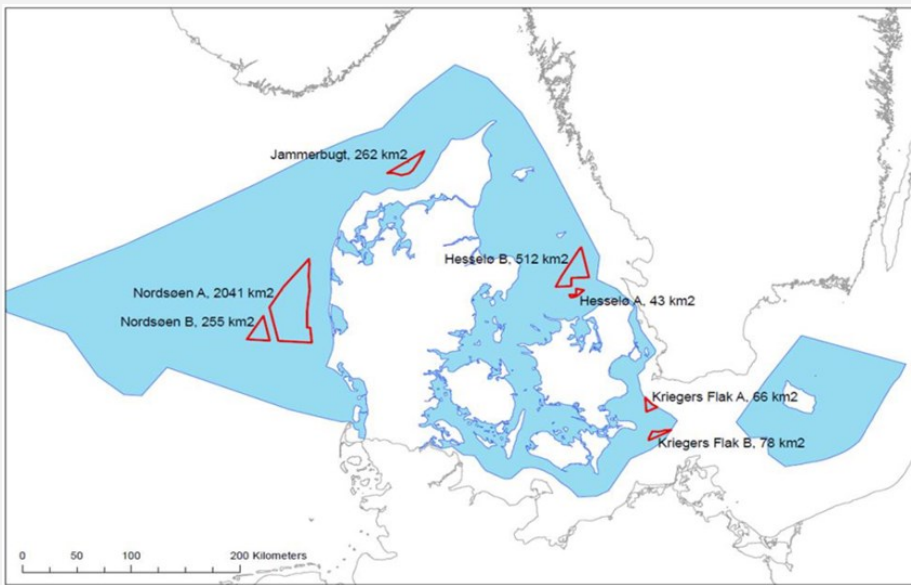 Jammerbugt, 262 km2
Hesselø B, 512 km2
Nordsøen A, 2041 km2
Hesselø A, 43 km2
Nordsøen B, 255 km2
Kriegers Flak A, 66 km2
Kriegers Flak B, 78 km2
0 50 100 200 Kilometers